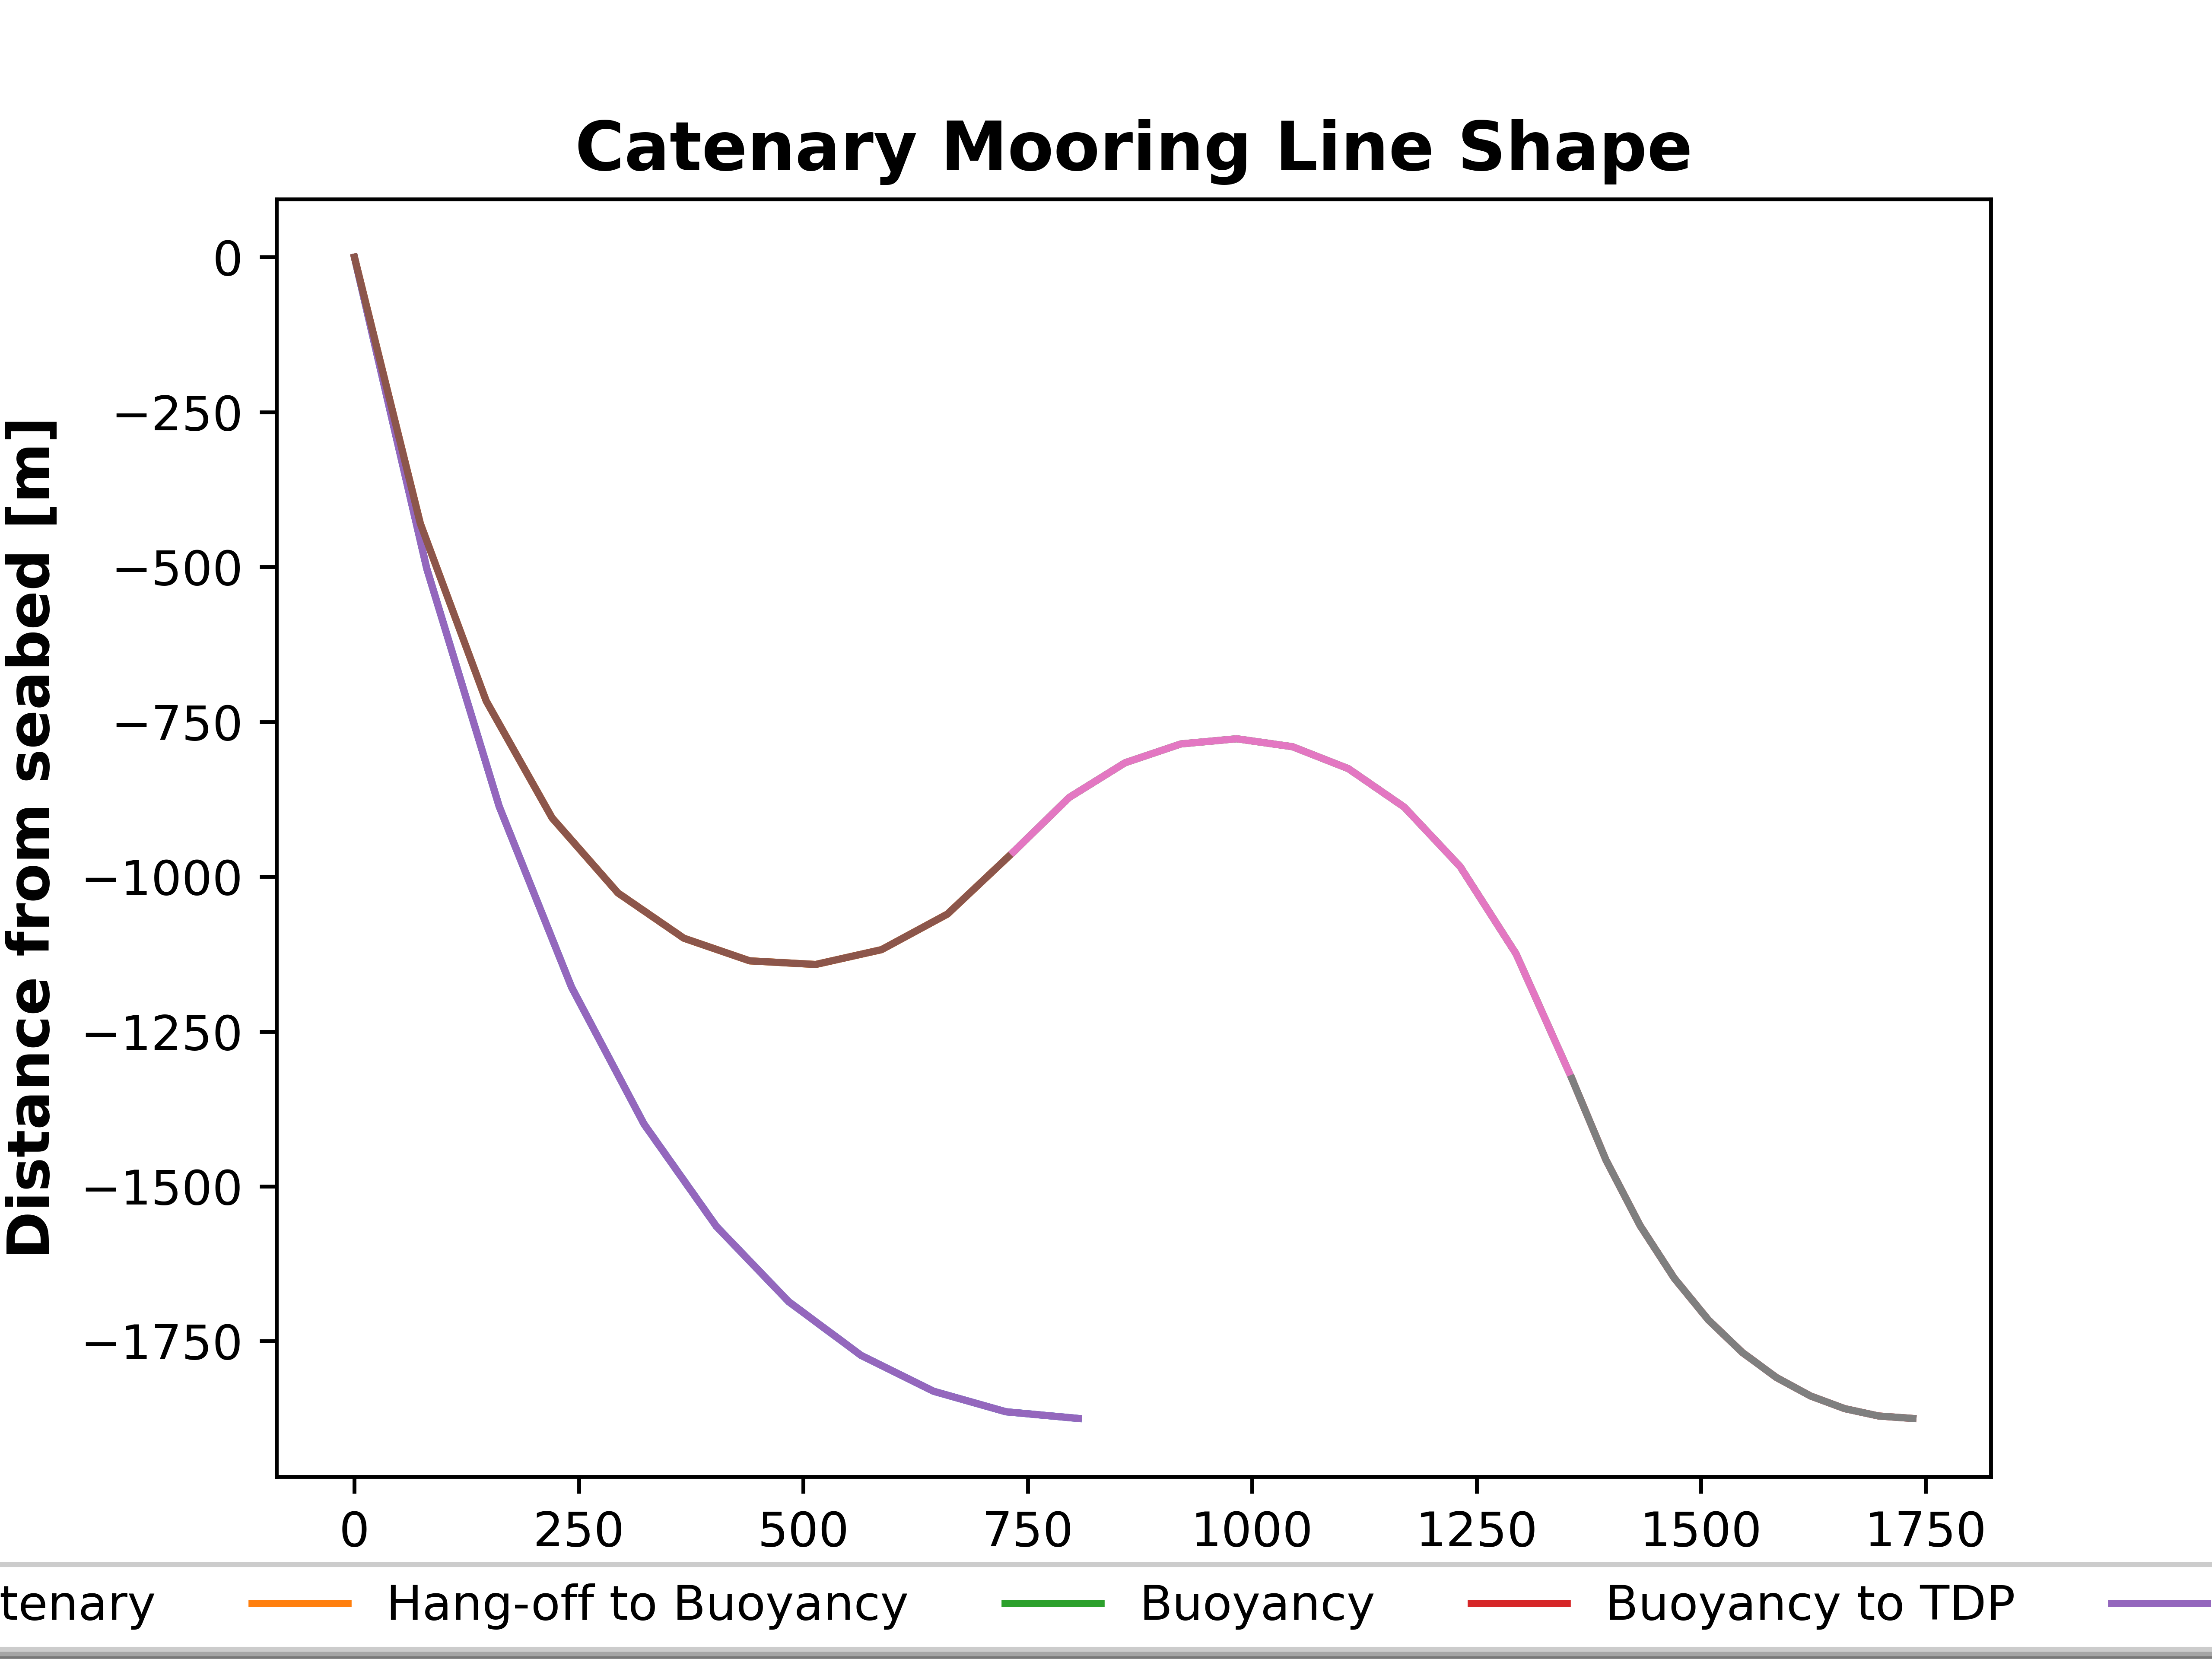 Catenary Mooring Line Shape
Distance from seabed [m]
0
−250
−500
−750
−1000
−1250
−1500
−1750
0 250 500 750 1000 1250 1500 1750
tenary Hang-off to Buoyancy Buoyancy Buoyancy to TDP